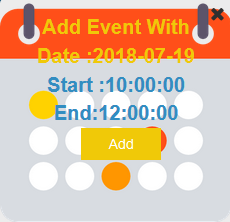 Add Event With
Date :2018-07-19
Start :10:00:00
End:12:00:00
Add